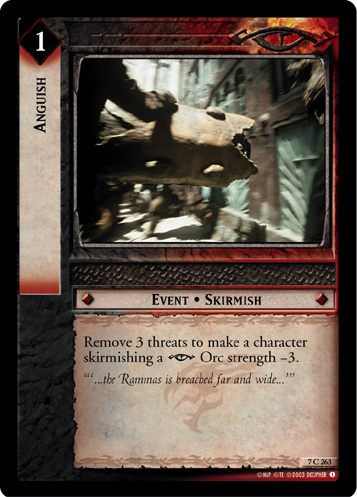 1
ANGUISH
EVENT • SKIRMISH
Remove 3 threats to make a character
skirmishing a Orc strength –3.
“‘...the Rammas is breached far and wide...’”
7 C 263
©NLP ©TE ©2003 DECIPHER 1